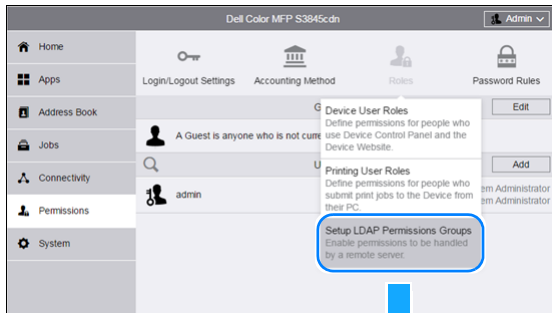 Dell Color MFP S3845cdn
Admin
Home
Apps
Address Book
Jobs
Connectivity
Permissions
System
Login/Logout Settings
Accounting Method
Roles
Password Rules
G
Edit
A Guest is anyone who is not curre
U
Add
admin
em Administrator
em Administrator
Device User Roles
Define permissions for people who
use Device Control Panel and the
Device Website.
Printing User Roles
Define permissions for people who
submit print jobs to the Device from
their PC.
Setup LDAP Permissions Groups
Enable permissions to be handled
by a remote server.